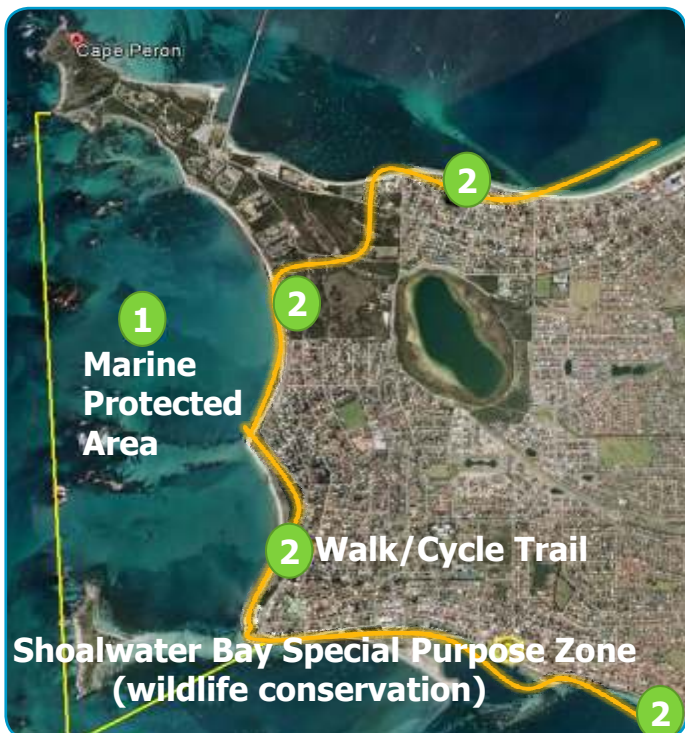 Cape Peron
2
2
1
Marine
Protected
Area
2 Walk/Cycle Trail
Shoalwater Bay Special Purpose Zone
(wildlife conservation)
2